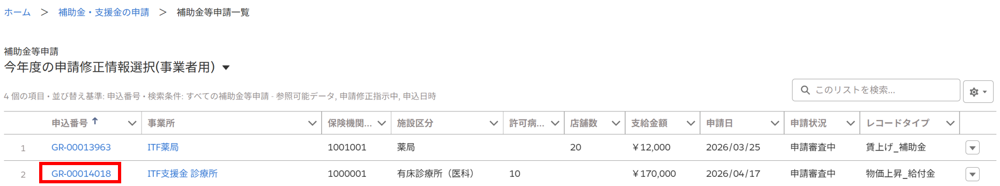 ホーム ＞ 補助金・支援金の申請 ＞ 補助金等申請一覧
補助金等申請
今年度の申請修正情報選択(事業者用)
このリストを検索...
4 個の項目 • 並び替え基準: 申込番号 • 検索条件: すべての補助金等申請 - 参照可能データ, 申請修正指示中, 申込日時
申込番号 ↑ 事業所 保険機関... 施設区分 許可病... 店舗数 支給金額 申請日 申請状況 レコードタイプ
1 GR-00013963 ITF薬局 1001001 薬局 20 ￥12,000 2026/03/25 申請審査中 賃上げ_補助金
2 GR-00014018 ITF支援金 診療所 1000001 有床診療所（医科） 10 ￥170,000 2026/04/17 申請審査中 物価上昇_給付金